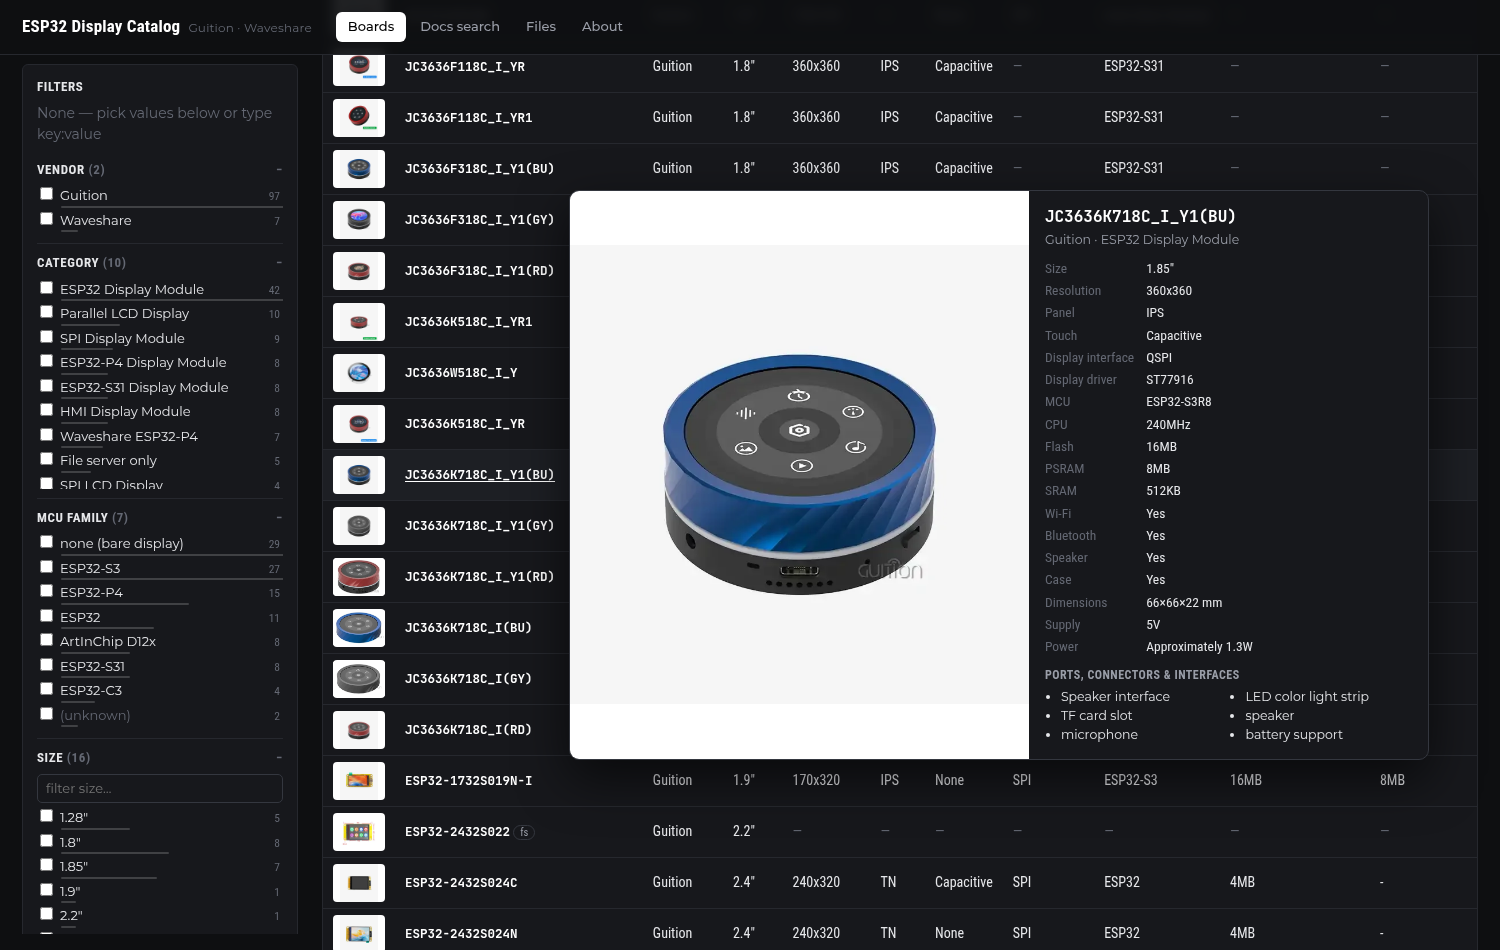 ESP32 Display Catalog Guition · Waveshare Boards Docs search Files About
FILTERS
None — pick values below or type
key:value
VENDOR (2) −
Guition 97
Waveshare 7
CATEGORY (10) −
ESP32 Display Module 42
Parallel LCD Display 10
SPI Display Module 9
ESP32-P4 Display Module 8
ESP32-S31 Display Module 8
HMI Display Module 8
Waveshare ESP32-P4 7
File server only 5
SPI LCD Display 4
MCU FAMILY (7) −
none (bare display) 29
ESP32-S3 27
ESP32-P4 15
ESP32 11
ArtInChip D12x 8
ESP32-S31 8
ESP32-C3 4
(unknown) 2
SIZE (16) −
filter size...
1.28" 5
1.8" 8
1.85" 7
1.9" 1
2.2" 1
JC3636F118C_I_YR Guition 1.8" 360x360 IPS Capacitive — ESP32-S31 — —
JC3636F118C_I_YR1 Guition 1.8" 360x360 IPS Capacitive — ESP32-S31 — —
JC3636F318C_I_Y1(BU) Guition 1.8" 360x360 IPS Capacitive — ESP32-S31 — —
JC3636F318C_I_Y1(GY)
JC3636F318C_I_Y1(RD)
JC3636K518C_I_YR1
JC3636W518C_I_Y
JC3636K518C_I_YR
JC3636K718C_I_Y1(BU)
JC3636K718C_I_Y1(GY)
JC3636K718C_I_Y1(RD)
JC3636K718C_I(BU)
JC3636K718C_I(GY)
JC3636K718C_I(RD)
ESP32-1732S019N-I Guition 1.9" 170x320 IPS None SPI ESP32-S3 16MB 8MB
ESP32-2432S022 fs Guition 2.2" — — — — — — —
ESP32-2432S024C Guition 2.4" 240x320 TN Capacitive SPI ESP32 4MB -
ESP32-2432S024N Guition 2.4" 240x320 TN None SPI ESP32 4MB -
GUITION
JC3636K718C_I_Y1(BU)
Guition · ESP32 Display Module
Size 1.85"
Resolution 360x360
Panel IPS
Touch Capacitive
Display interface QSPI
Display driver ST77916
MCU ESP32-S3R8
CPU 240MHz
Flash 16MB
PSRAM 8MB
SRAM 512KB
Wi-Fi Yes
Bluetooth Yes
Speaker Yes
Case Yes
Dimensions 66×66×22 mm
Supply 5V
Power Approximately 1.3W
PORTS, CONNECTORS & INTERFACES
• Speaker interface • LED color light strip
• TF card slot • speaker
• microphone • battery support